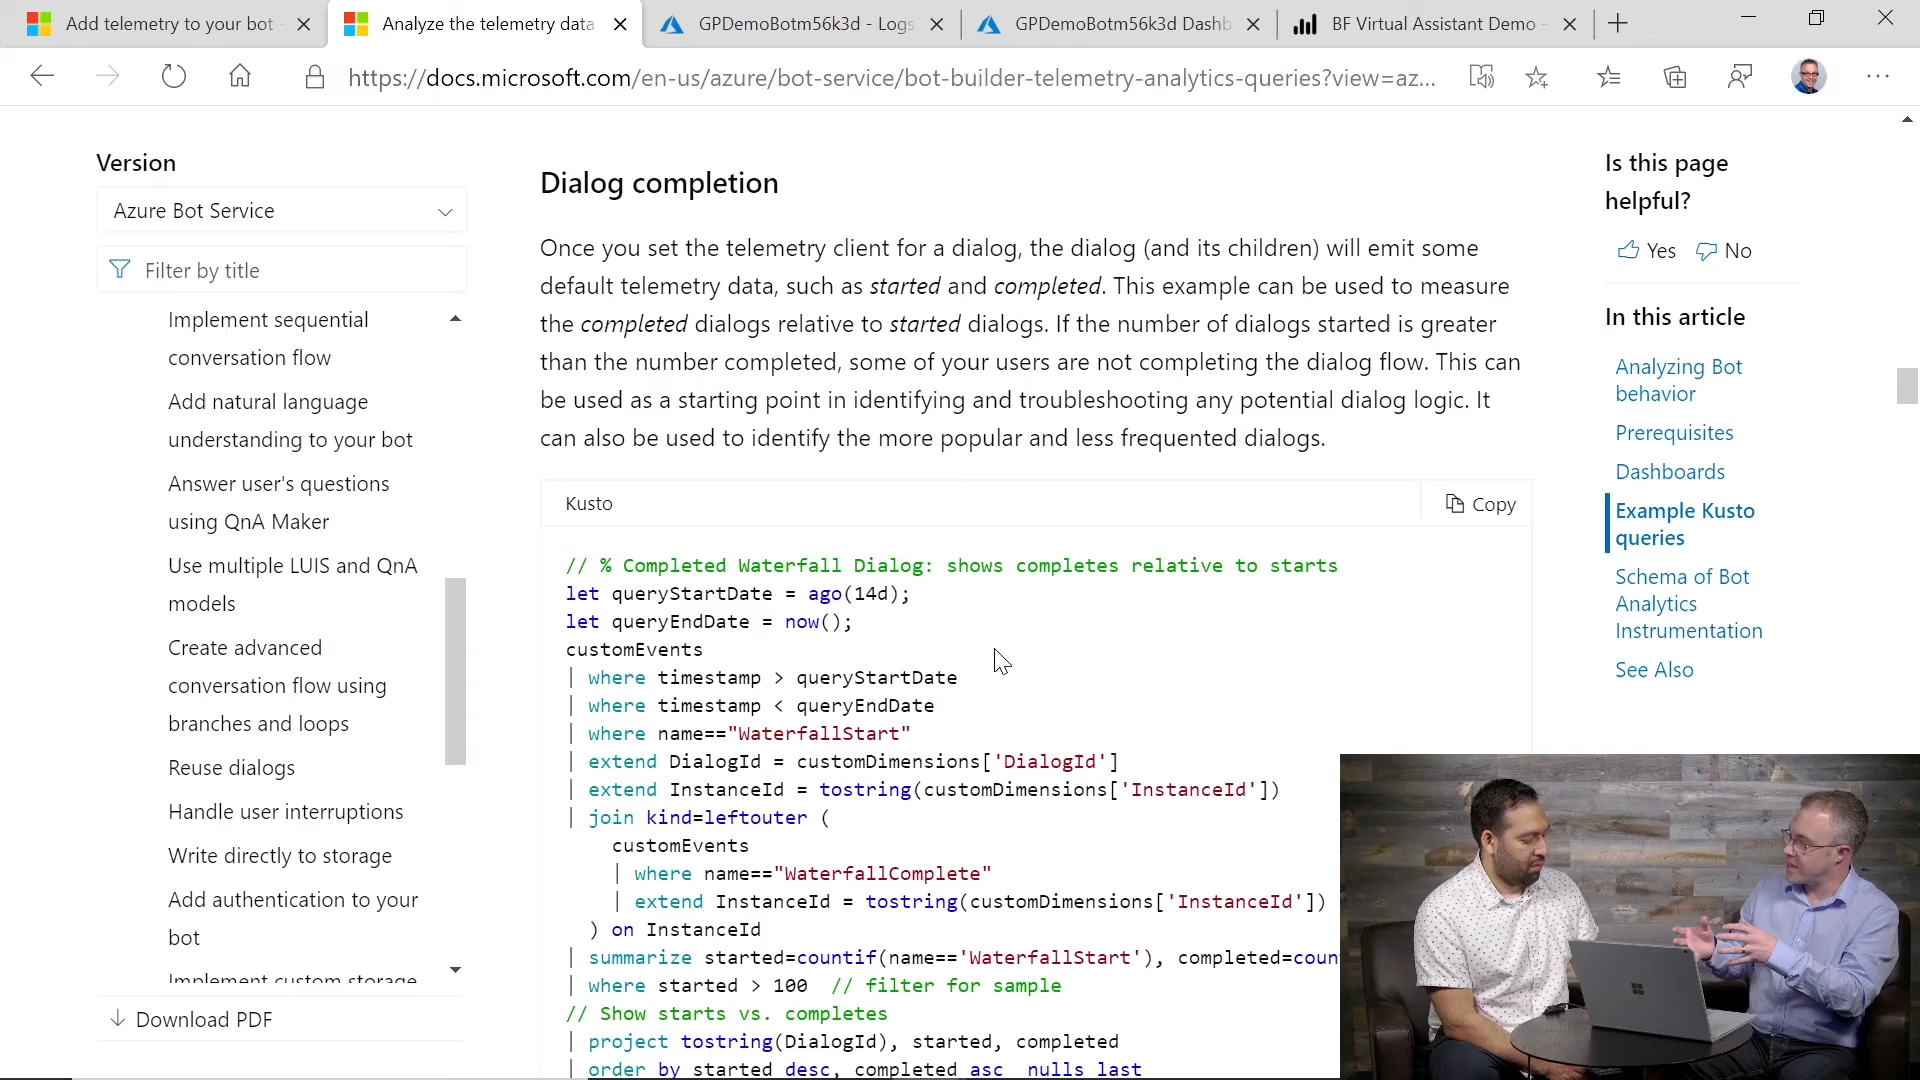 Add telemetry to your bot
Analyze the telemetry data
GPDemoBotm56k3d - Logs
GPDemoBotm56k3d Dashb
BF Virtual Assistant Demo -
https://docs.microsoft.com/en-us/azure/bot-service/bot-builder-telemetry-analytics-queries?view=az...
Version
Azure Bot Service
Filter by title
Implement sequential
conversation flow
Add natural language
understanding to your bot
Answer user's questions
using QnA Maker
Use multiple LUIS and QnA
models
Create advanced
conversation flow using
branches and loops
Reuse dialogs
Handle user interruptions
Write directly to storage
Add authentication to your
bot
Implement custom storage
Download PDF
Dialog completion
Once you set the telemetry client for a dialog, the dialog (and its children) will emit some
default telemetry data, such as started and completed. This example can be used to measure
the completed dialogs relative to started dialogs. If the number of dialogs started is greater
than the number completed, some of your users are not completing the dialog flow. This can
be used as a starting point in identifying and troubleshooting any potential dialog logic. It
can also be used to identify the more popular and less frequented dialogs.
Kusto
Copy
// % Completed Waterfall Dialog: shows completes relative to starts
let queryStartDate = ago(14d);
let queryEndDate = now();
customEvents
| where timestamp > queryStartDate
| where timestamp < queryEndDate
| where name=="WaterfallStart"
| extend DialogId = customDimensions['DialogId']
| extend InstanceId = tostring(customDimensions['InstanceId'])
| join kind=leftouter (
customEvents
| where name=="WaterfallComplete"
| extend InstanceId = tostring(customDimensions['InstanceId'])
) on InstanceId
| summarize started=countif(name=='WaterfallStart'), completed=coun
| where started > 100 // filter for sample
// Show starts vs. completes
| project tostring(DialogId), started, completed
| order by started desc, completed asc nulls last
Is this page
helpful?
Yes No
In this article
Analyzing Bot
behavior
Prerequisites
Dashboards
Example Kusto
queries
Schema of Bot
Analytics
Instrumentation
See Also